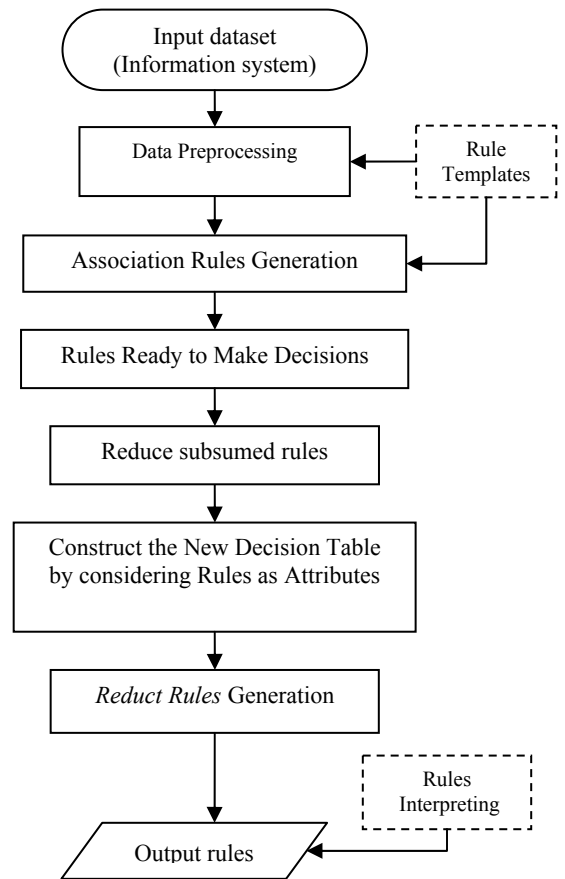 Input dataset
(Information system)
Data Preprocessing
Rule
Templates
Association Rules Generation
Rules Ready to Make Decisions
Reduce subsumed rules
Construct the New Decision Table
by considering Rules as Attributes
Reduct Rules Generation
Rules
Interpreting
Output rules